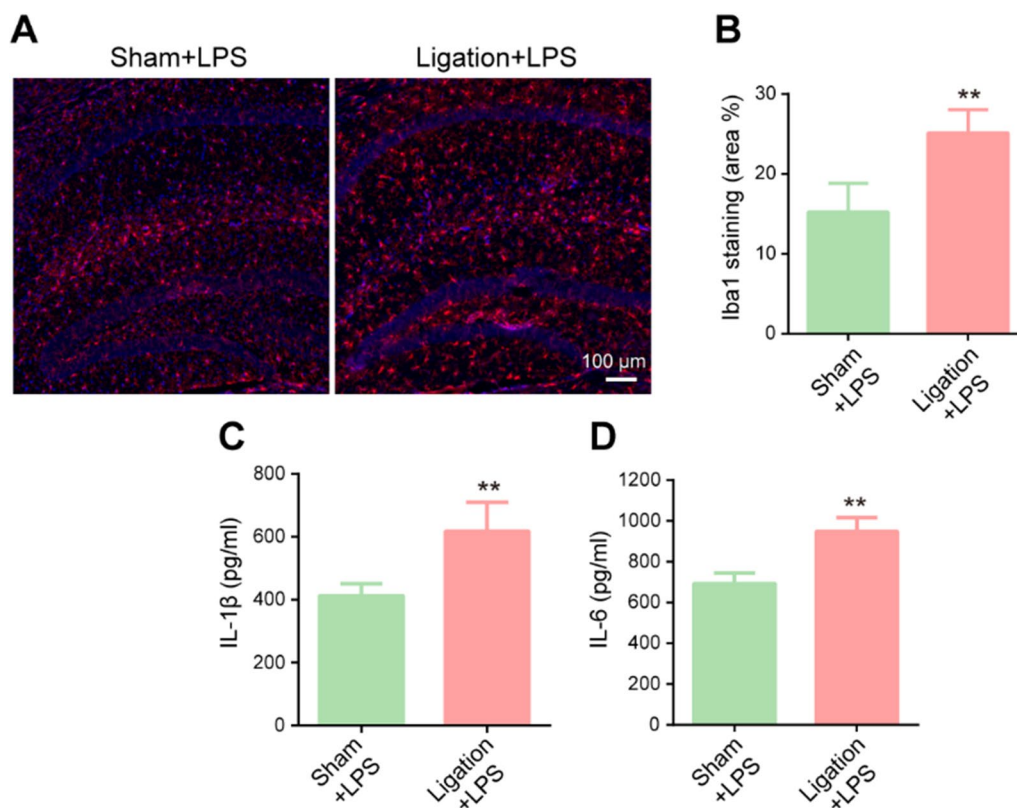 A
Sham+LPS
Ligation+LPS
100 µm
B
Iba1 staining (area %)
30
20
10
0
**
Sham
+LPS
Ligation
+LPS
C
IL-1β (pg/ml)
800
600
400
200
0
**
Sham
+LPS
Ligation
+LPS
D
IL-6 (pg/ml)
1200
1000
800
600
400
200
0
**
Sham
+LPS
Ligation
+LPS